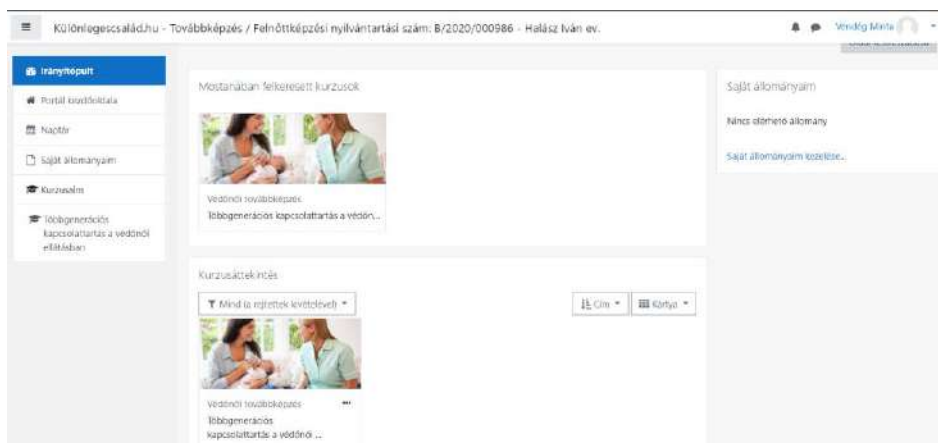 Különlegescsalád.hu - Továbbképzés / Felnőttképzési nyilvántartási szám: B/2020/000986 - Halász Iván ev.
Vendég Minta
Irányítópult
Portál kezdőoldala
Naptár
Saját állományaim
Kurzusaim
Többgenerációs
kapcsolattartás a védőnői
ellátásban
Mostanában felkeresett kurzusok
Védőnői továbbképzés
Többgenerációs kapcsolattartás a védőn...
Kurzusáttekintés
Mind (a rejtettek levételével)
Cím
Kártya
Védőnői továbbképzés
Többgenerációs
kapcsolattartás a védőnői ...
Saját állományaim
Nincs elérhető állomány
Saját állományaim kezelése...